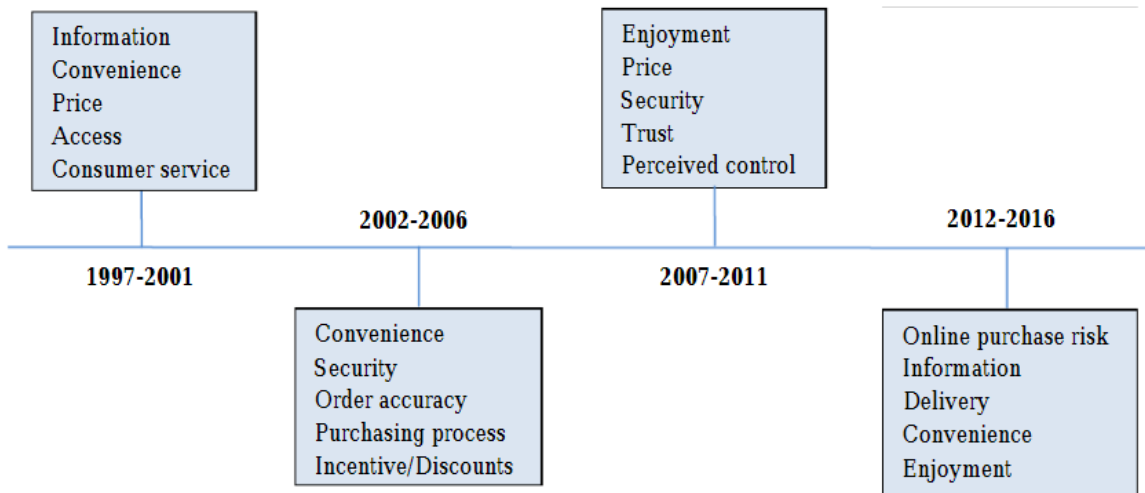 Information
Convenience
Price
Access
Consumer service
1997-2001
2002-2006
Convenience
Security
Order accuracy
Purchasing process
Incentive/Discounts
Enjoyment
Price
Security
Trust
Perceived control
2007-2011
2012-2016
Online purchase risk
Information
Delivery
Convenience
Enjoyment